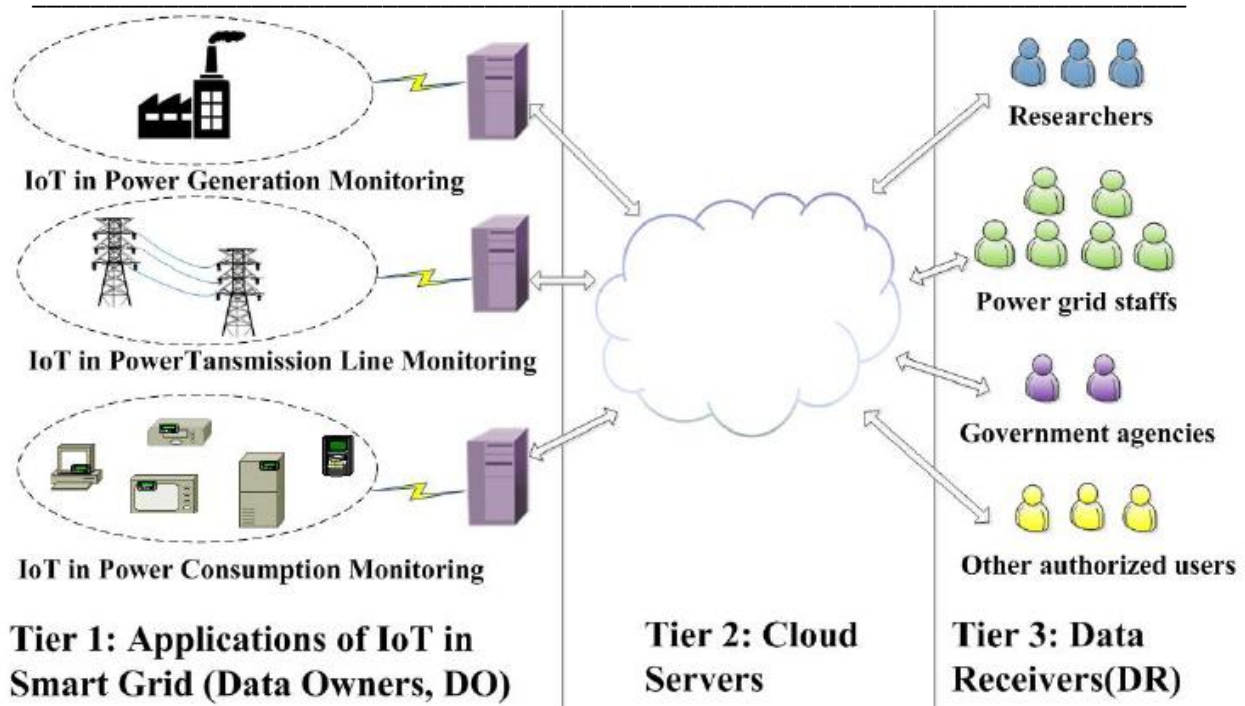 IoT in Power Generation Monitoring
IoT in PowerTansmission Line Monitoring
IoT in Power Consumption Monitoring
Tier 1: Applications of IoT in
Smart Grid (Data Owners, DO)
Tier 2: Cloud
Servers
Researchers
Power grid staffs
Government agencies
Other authorized users
Tier 3: Data
Receivers(DR)